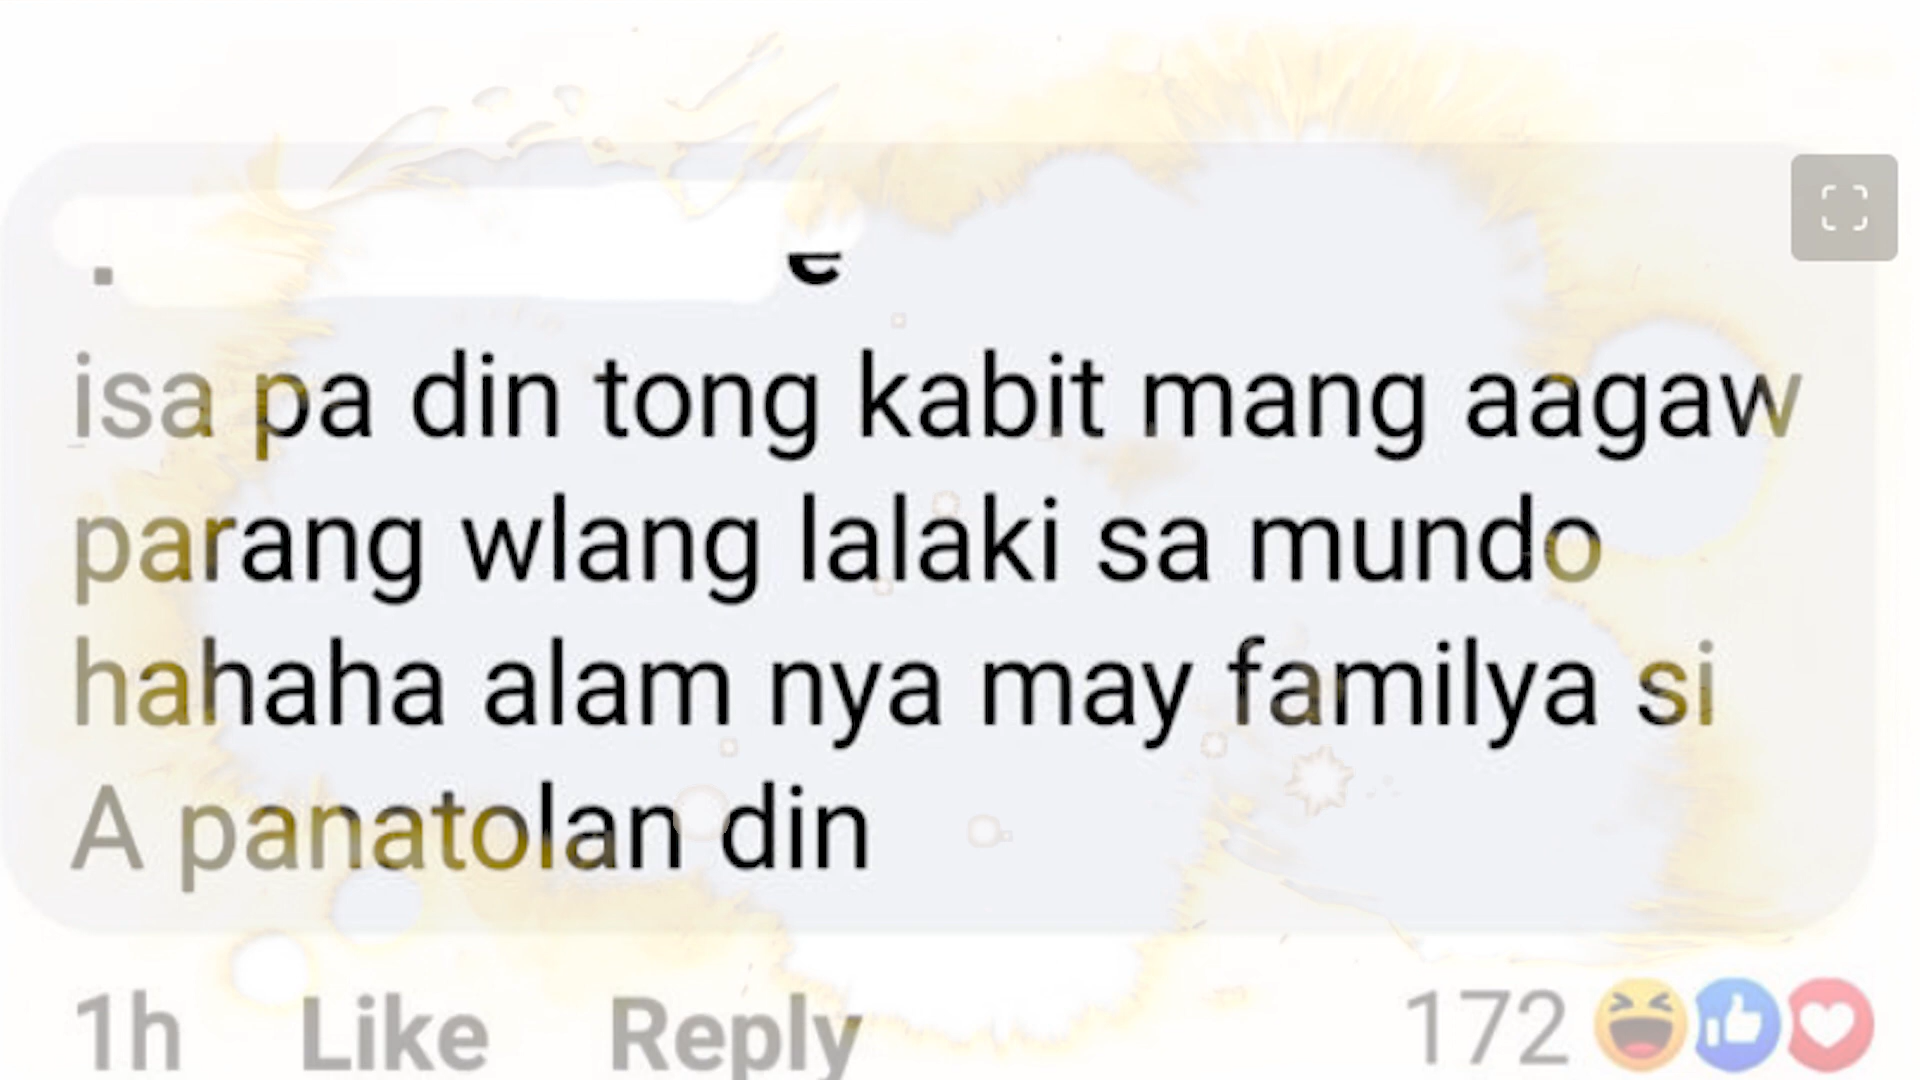 isa pa din tong kabit mang aagaw
parang wlang lalaki sa mundo
hahaha alam nya may familya si
A panatolan din
1h Like Reply 172